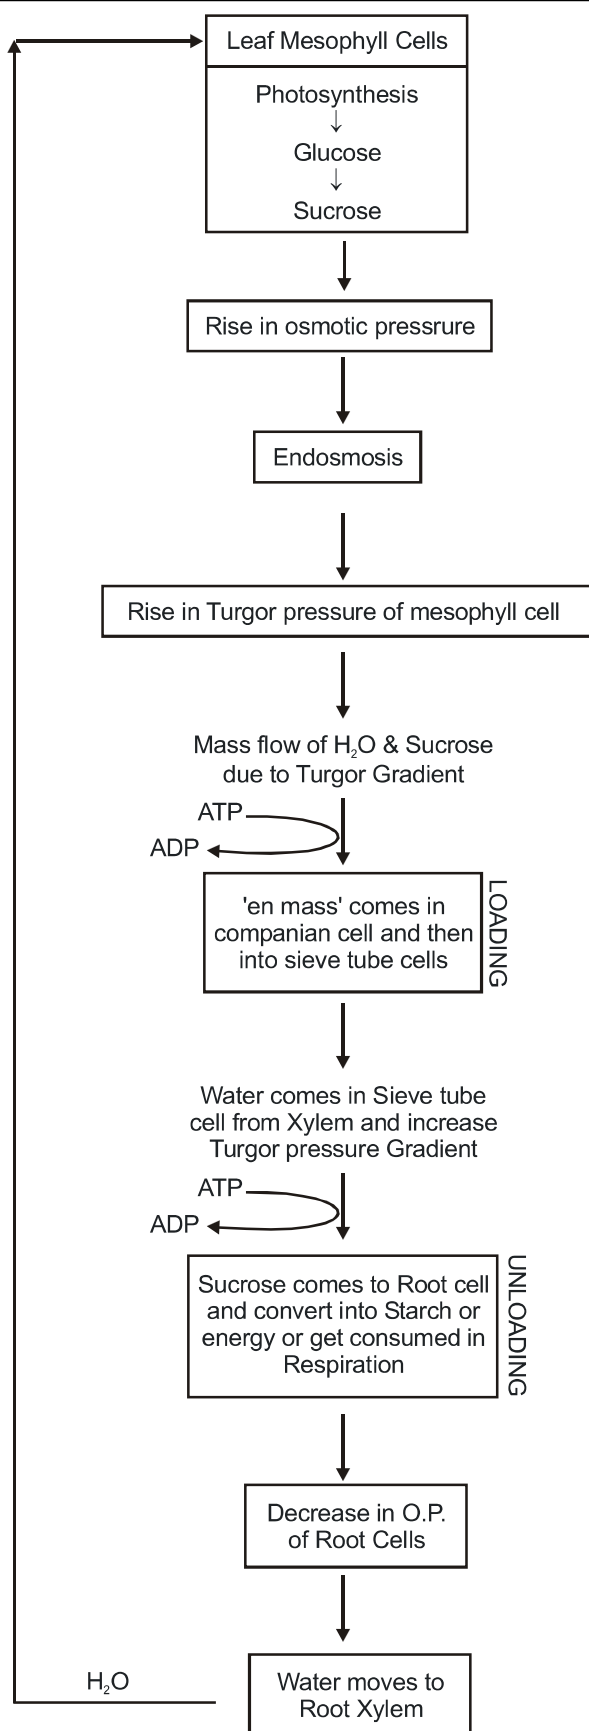 Leaf Mesophyll Cells
Photosynthesis
↓
Glucose
↓
Sucrose
Rise in osmotic pressrure
Endosmosis
Rise in Turgor pressure of mesophyll cell
Mass flow of H₂O & Sucrose
due to Turgor Gradient
ATP
ADP
'en mass' comes in
companian cell and then
into sieve tube cells
LOADING
Water comes in Sieve tube
cell from Xylem and increase
Turgor pressure Gradient
ATP
ADP
Sucrose comes to Root cell
and convert into Starch or
energy or get consumed in
Respiration
UNLOADING
Decrease in O.P.
of Root Cells
H₂O
Water moves to
Root Xylem